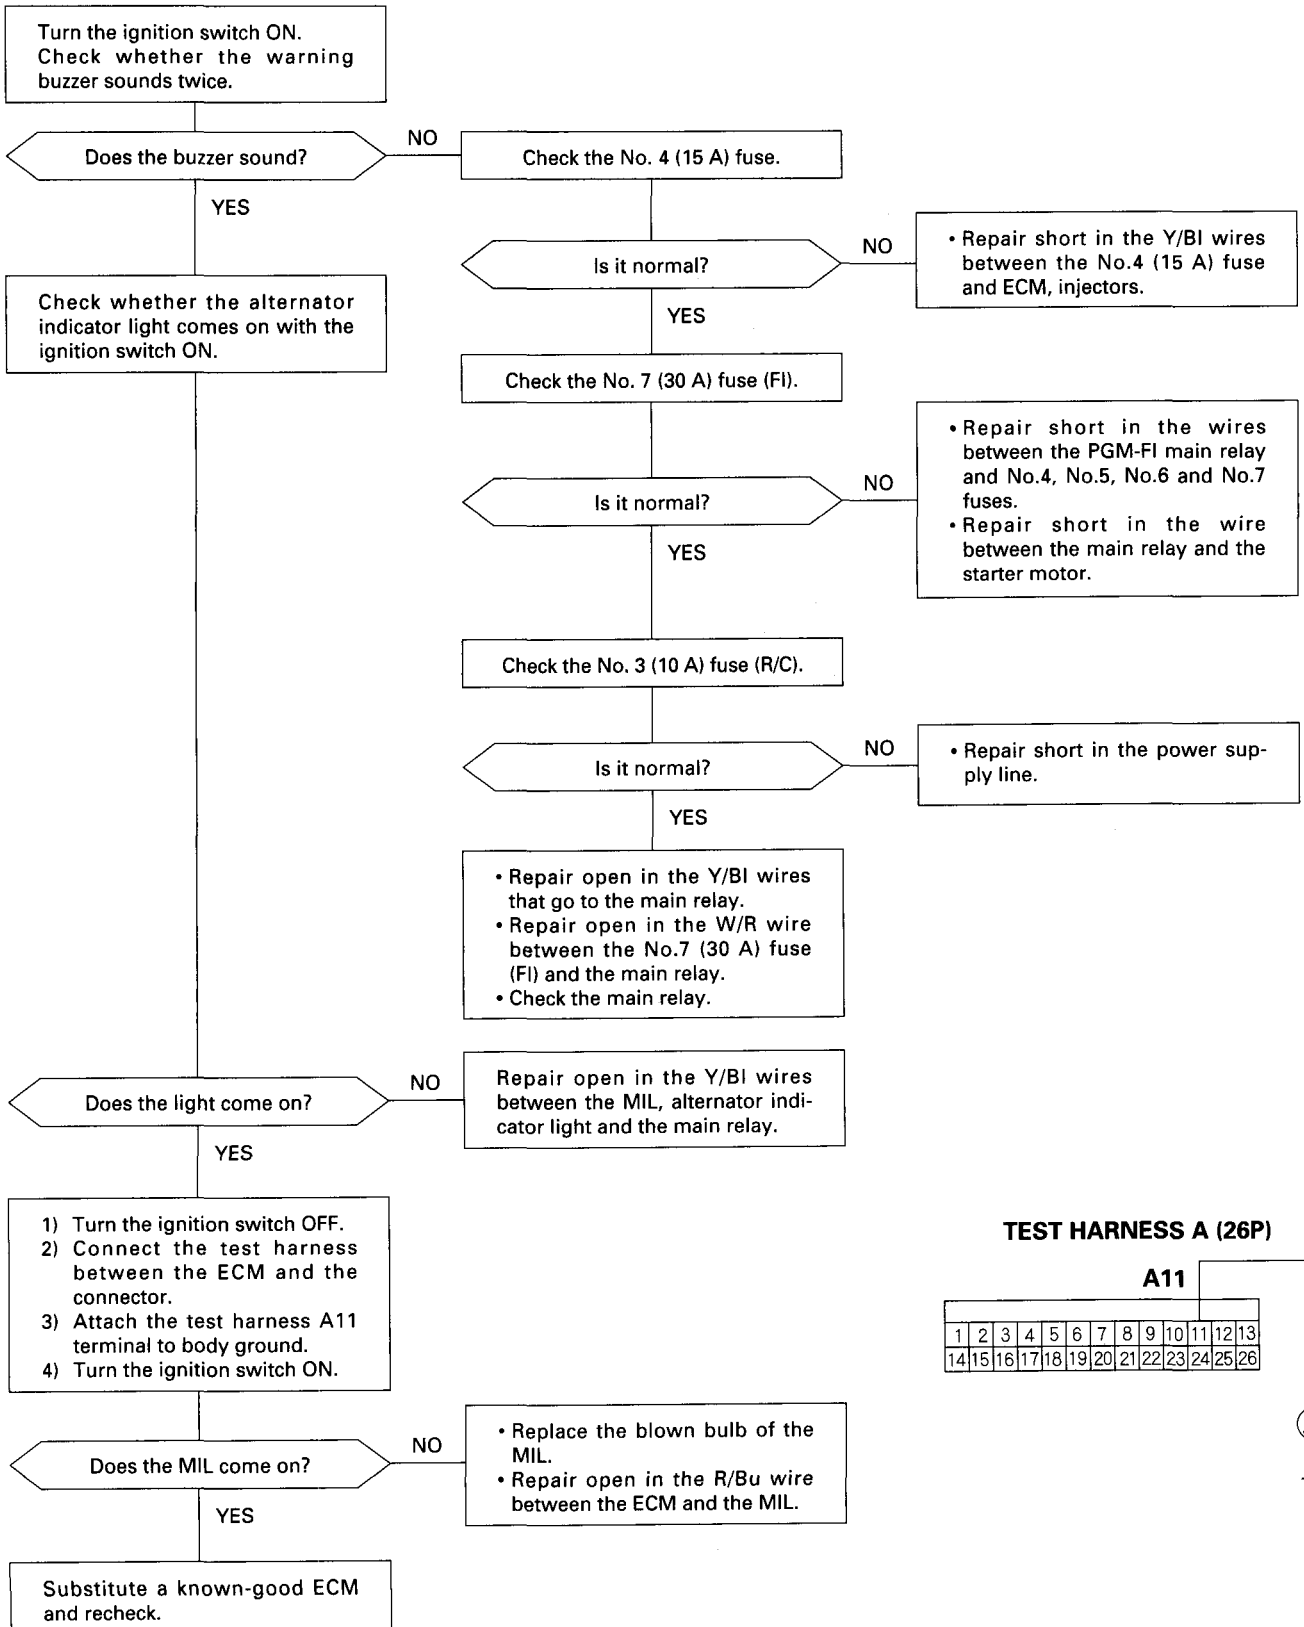 Turn the ignition switch ON.
Check whether the warning
buzzer sounds twice.
Does the buzzer sound?
NO
Check the No. 4 (15 A) fuse.
YES
Is it normal?
NO
• Repair short in the Y/Bl wires
between the No.4 (15 A) fuse
and ECM, injectors.
YES
Check whether the alternator
indicator light comes on with the
ignition switch ON.
Check the No. 7 (30 A) fuse (FI).
Is it normal?
NO
• Repair short in the wires
between the PGM-FI main relay
and No.4, No.5, No.6 and No.7
fuses.
• Repair short in the wire
between the main relay and the
starter motor.
YES
Check the No. 3 (10 A) fuse (R/C).
Is it normal?
NO
• Repair short in the power sup-
ply line.
YES
• Repair open in the Y/Bl wires
that go to the main relay.
• Repair open in the W/R wire
between the No.7 (30 A) fuse
(FI) and the main relay.
• Check the main relay.
Does the light come on?
NO
Repair open in the Y/Bl wires
between the MIL, alternator indi-
cator light and the main relay.
YES
1) Turn the ignition switch OFF.
2) Connect the test harness
between the ECM and the
connector.
3) Attach the test harness A11
terminal to body ground.
4) Turn the ignition switch ON.
TEST HARNESS A (26P)
A11
1 2 3 4 5 6 7 8 9 10 11 12 13
14 15 16 17 18 19 20 21 22 23 24 25 26
Does the MIL come on?
NO
• Replace the blown bulb of the
MIL.
• Repair open in the R/Bu wire
between the ECM and the MIL.
YES
Substitute a known-good ECM
and recheck.